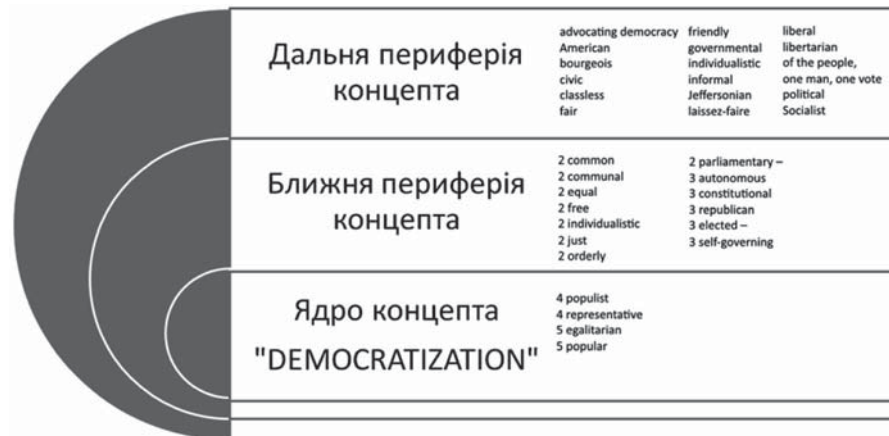 Дальня периферія
концепта
advocating democracy
American
bourgeois
civic
classless
fair
friendly
governmental
individualistic
informal
Jeffersonian
laissez-faire
liberal
libertarian
of the people,
one man, one vote
political
Socialist
Ближня периферія
концепта
2 common
2 communal
2 equal
2 free
2 individualistic
2 just
2 orderly
2 parliamentary –
3 autonomous
3 constitutional
3 republican
3 elected –
3 self-governing
Ядро концепта
"DEMOCRATIZATION"
4 populist
4 representative
5 egalitarian
5 popular